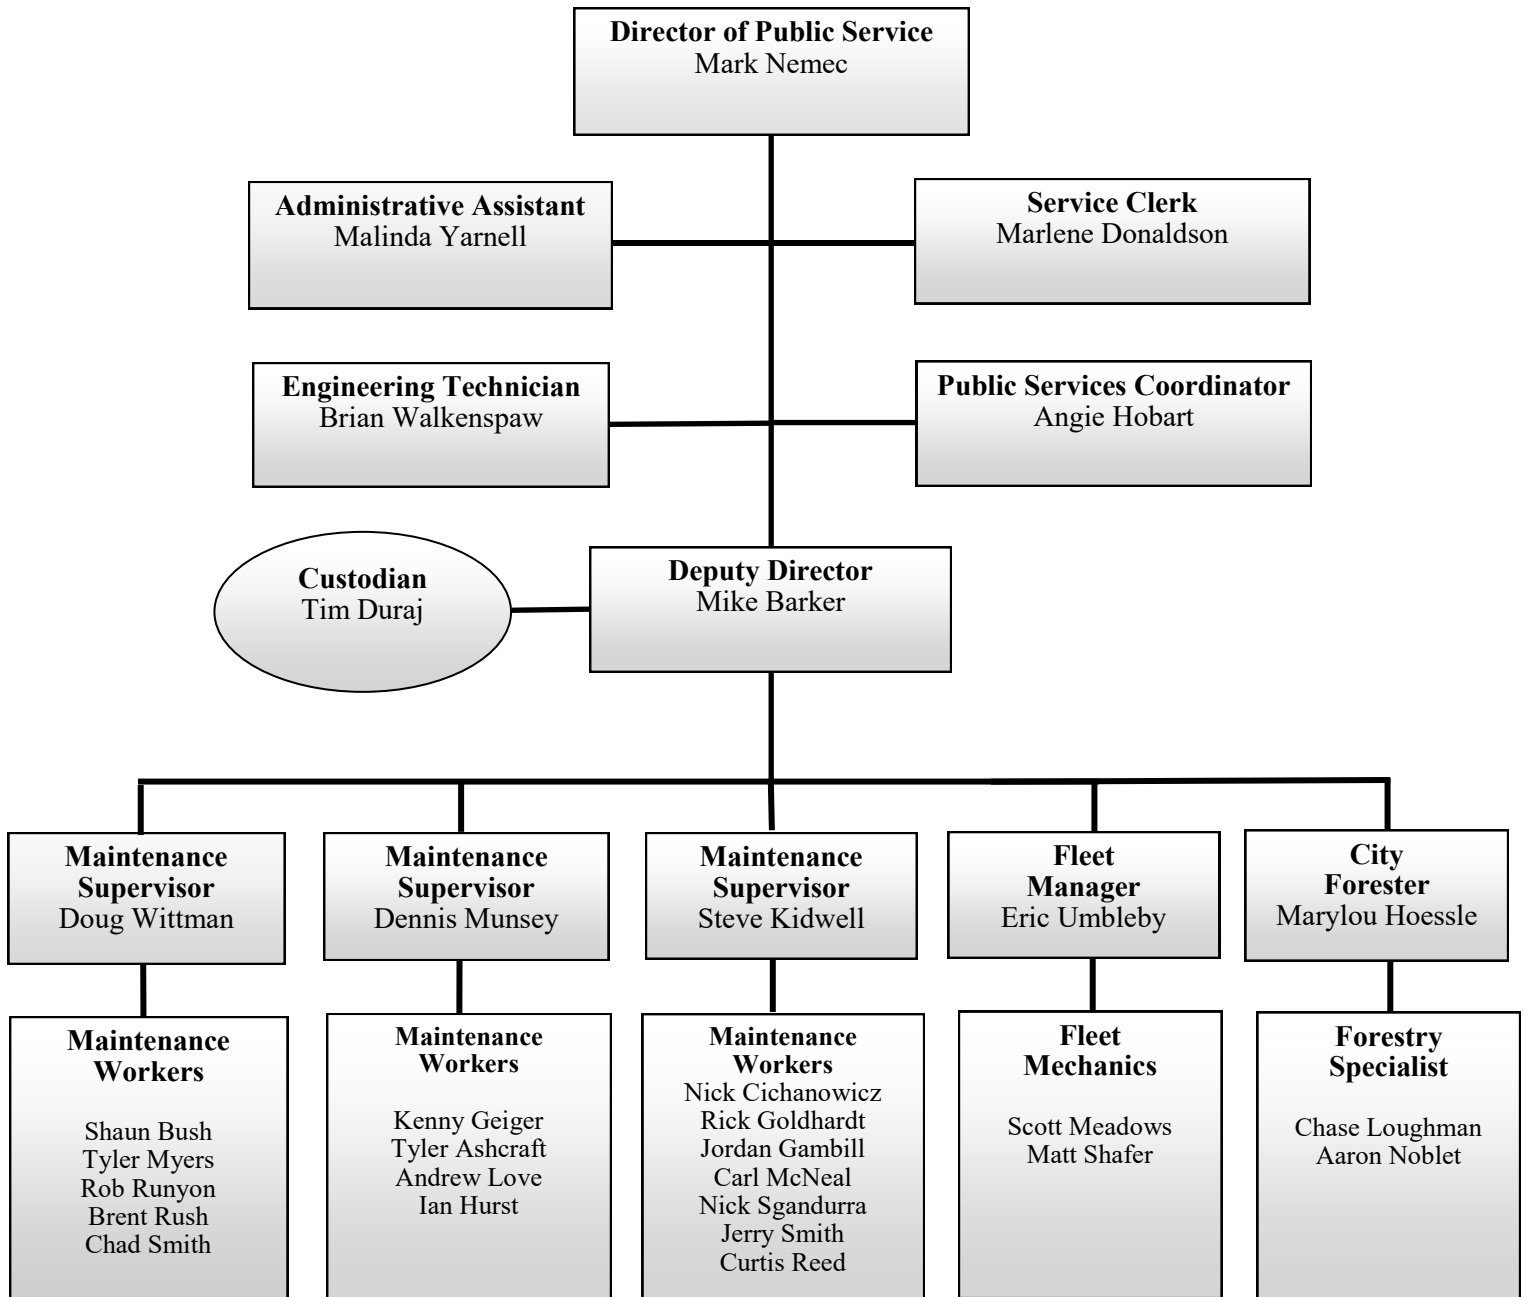 Director of Public Service
Mark Nemec
Administrative Assistant
Malinda Yarnell
Service Clerk
Marlene Donaldson
Engineering Technician
Brian Walkenspaw
Public Services Coordinator
Angie Hobart
Custodian
Tim Duraj
Deputy Director
Mike Barker
Maintenance
Supervisor
Doug Wittman
Maintenance
Supervisor
Dennis Munsey
Maintenance
Supervisor
Steve Kidwell
Fleet
Manager
Eric Umbleby
City
Forester
Marylou Hoessle
Maintenance
Workers
Shaun Bush
Tyler Myers
Rob Runyon
Brent Rush
Chad Smith
Maintenance
Workers
Kenny Geiger
Tyler Ashcraft
Andrew Love
Ian Hurst
Maintenance
Workers
Nick Cichanowicz
Rick Goldhardt
Jordan Gambill
Carl McNeal
Nick Sgandurra
Jerry Smith
Curtis Reed
Fleet
Mechanics
Scott Meadows
Matt Shafer
Forestry
Specialist
Chase Loughman
Aaron Noblet